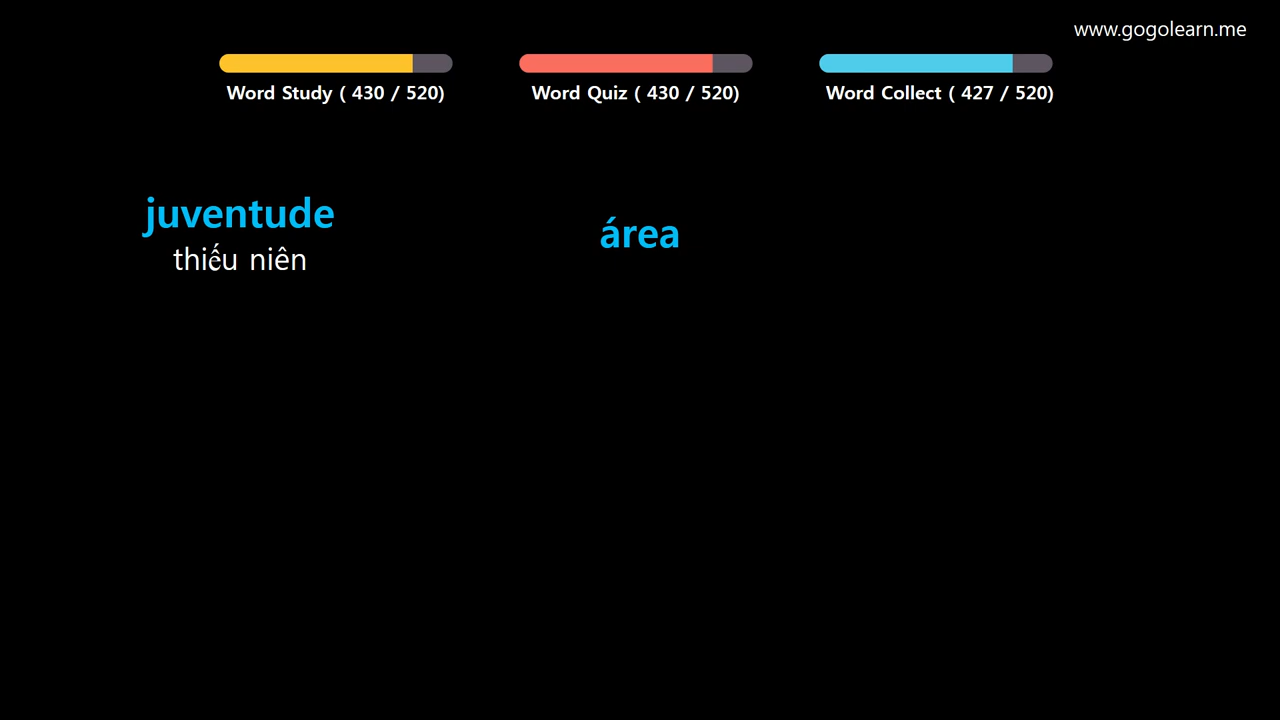 www.gogolearn.me
Word Study ( 430 / 520)
Word Quiz ( 430 / 520)
Word Collect ( 427 / 520)
juventude
thiếu niên
área